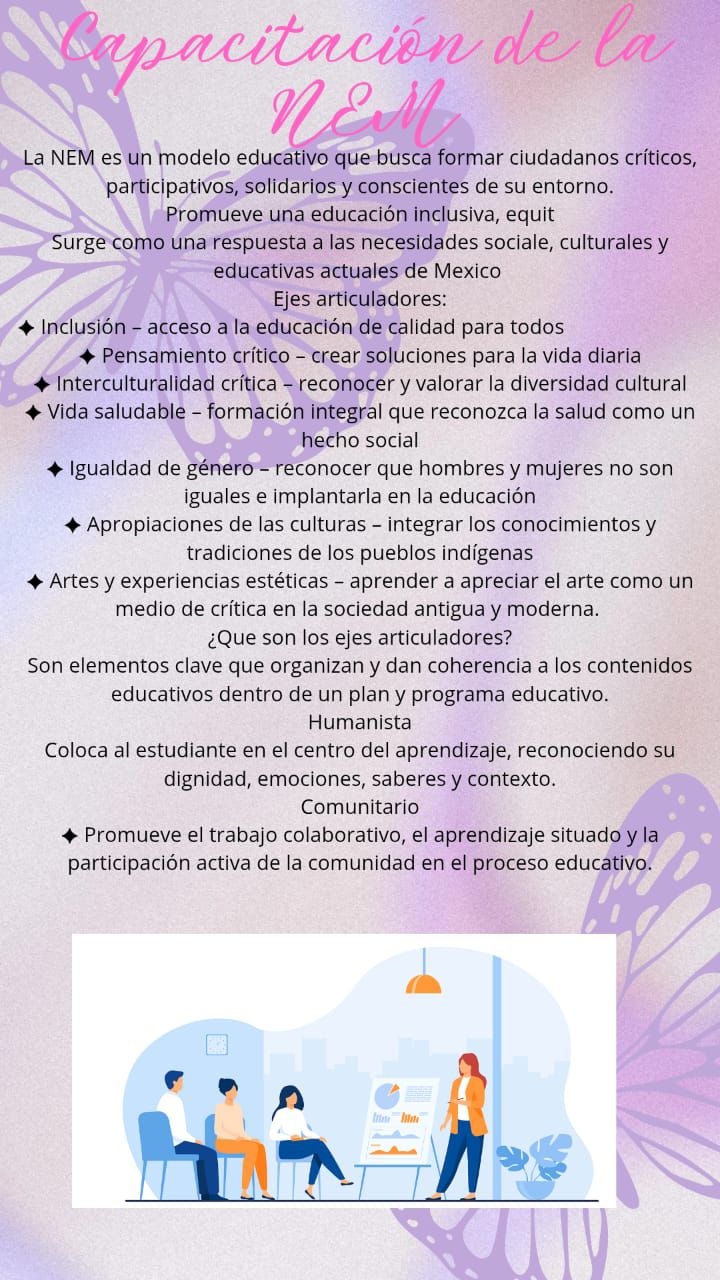 Capacitación de la
NEM
La NEM es un modelo educativo que busca formar ciudadanos críticos,
participativos, solidarios y conscientes de su entorno.
Promueve una educación inclusiva, equit
Surge como una respuesta a las necesidades sociale, culturales y
educativas actuales de Mexico
Ejes articuladores:
✦ Inclusión – acceso a la educación de calidad para todos
✦ Pensamiento crítico – crear soluciones para la vida diaria
✦ Interculturalidad crítica – reconocer y valorar la diversidad cultural
✦ Vida saludable – formación integral que reconozca la salud como un
hecho social
✦ Igualdad de género – reconocer que hombres y mujeres no son
iguales e implantarla en la educación
✦ Apropiaciones de las culturas – integrar los conocimientos y
tradiciones de los pueblos indígenas
✦ Artes y experiencias estéticas – aprender a apreciar el arte como un
medio de crítica en la sociedad antigua y moderna.
¿Que son los ejes articuladores?
Son elementos clave que organizan y dan coherencia a los contenidos
educativos dentro de un plan y programa educativo.
Humanista
Coloca al estudiante en el centro del aprendizaje, reconociendo su
dignidad, emociones, saberes y contexto.
Comunitario
✦ Promueve el trabajo colaborativo, el aprendizaje situado y la
participación activa de la comunidad en el proceso educativo.